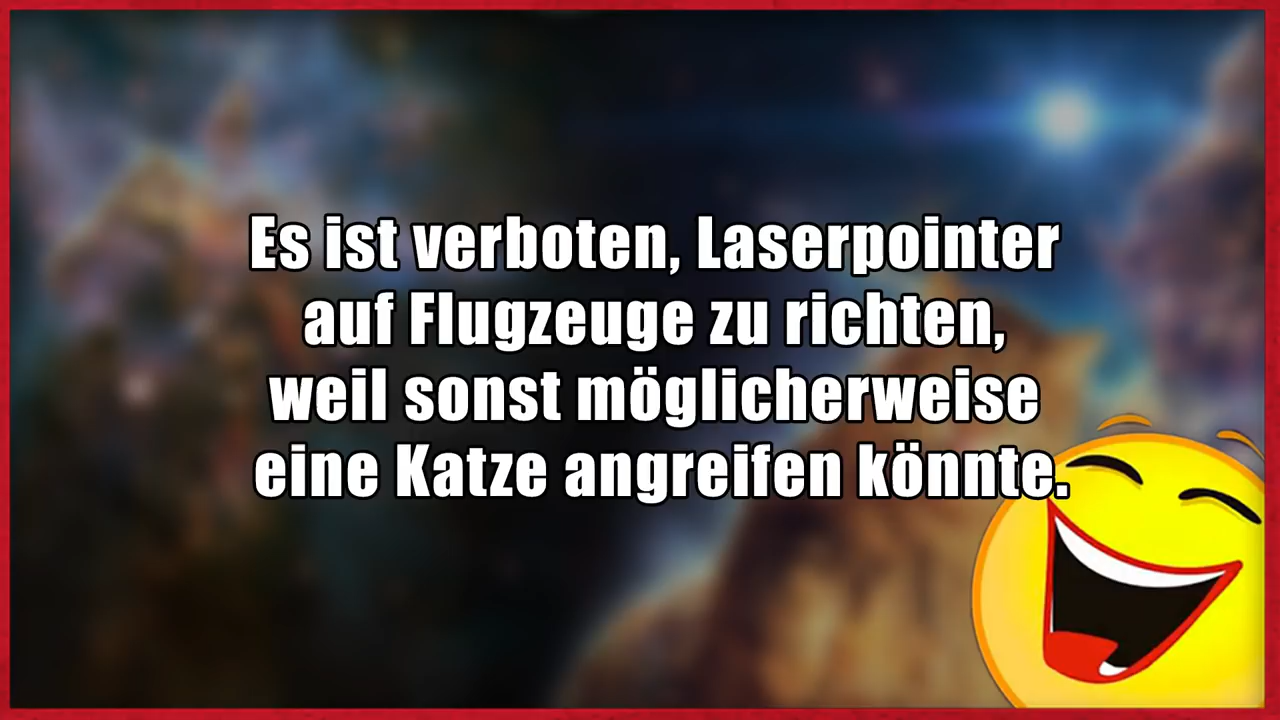 Es ist verboten, Laserpointer
auf Flugzeuge zu richten,
weil sonst möglicherweise
eine Katze angreifen könnte.